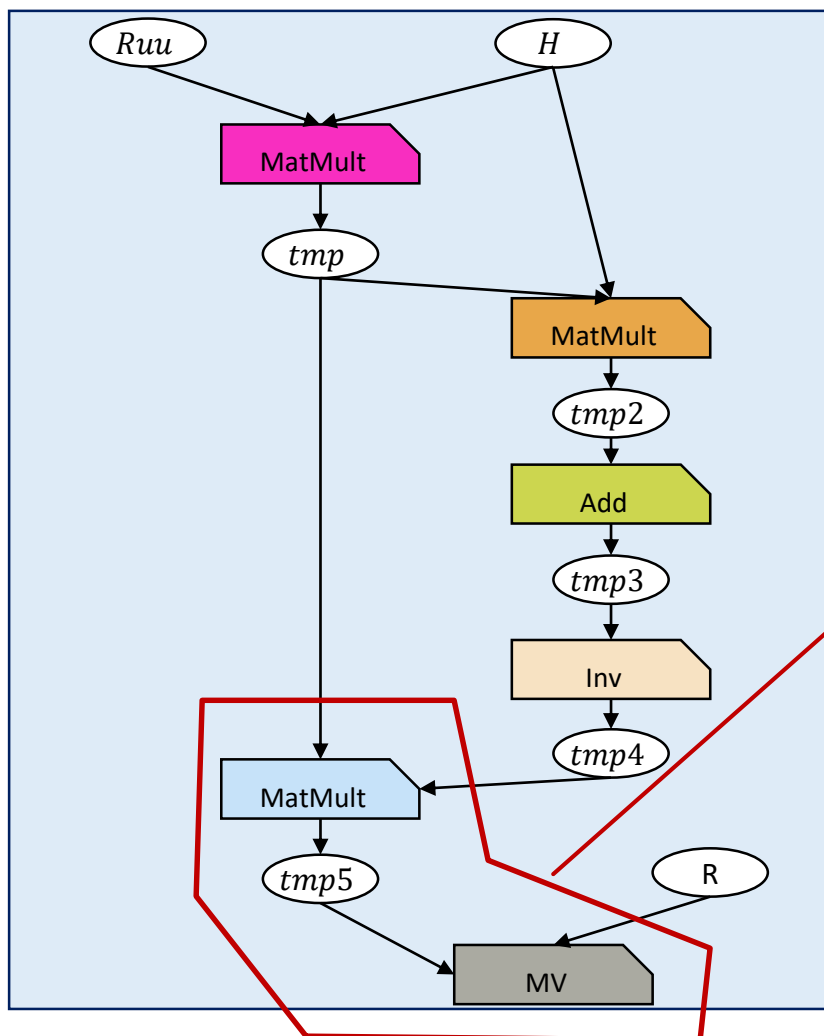 Ruu
H
MatMult
tmp
MatMult
tmp2
Add
tmp3
Inv
tmp4
MatMult
tmp5
R
MV